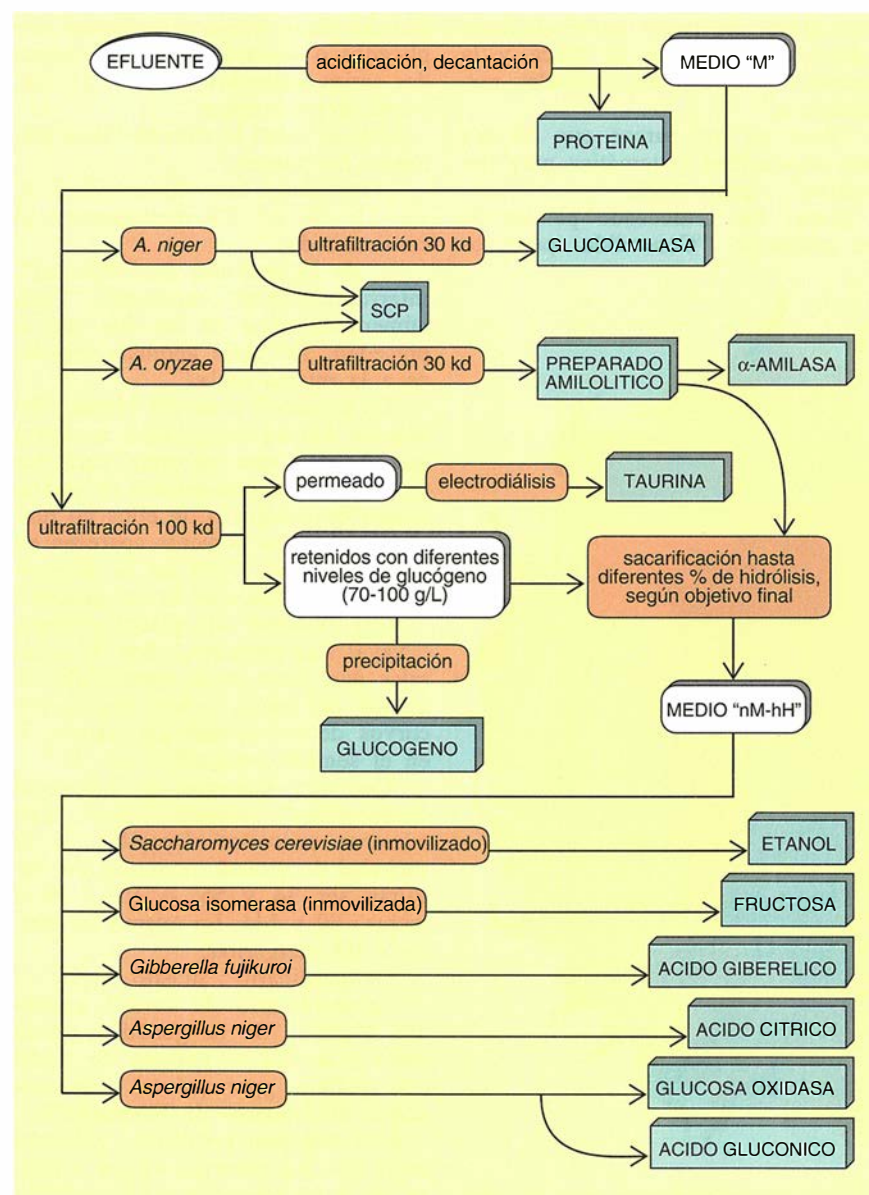 EFLUENTE
acidificación, decantación
MEDIO “M”
PROTEINA
A. niger
ultrafiltración 30 kd
GLUCOAMILASA
SCP
A. oryzae
ultrafiltración 30 kd
PREPARADO
AMILOLITICO
α-AMILASA
permeado
electrodiálisis
TAURINA
ultrafiltración 100 kd
retenidos con diferentes
niveles de glucógeno
(70-100 g/L)
sacarificación hasta
diferentes % de hidrólisis,
según objetivo final
precipitación
GLUCOGENO
MEDIO “nM-hH”
Saccharomyces cerevisiae (inmovilizado)
ETANOL
Glucosa isomerasa (inmovilizada)
FRUCTOSA
Gibberella fujikuroi
ACIDO GIBERELICO
Aspergillus niger
ACIDO CITRICO
Aspergillus niger
GLUCOSA OXIDASA
ACIDO GLUCONICO